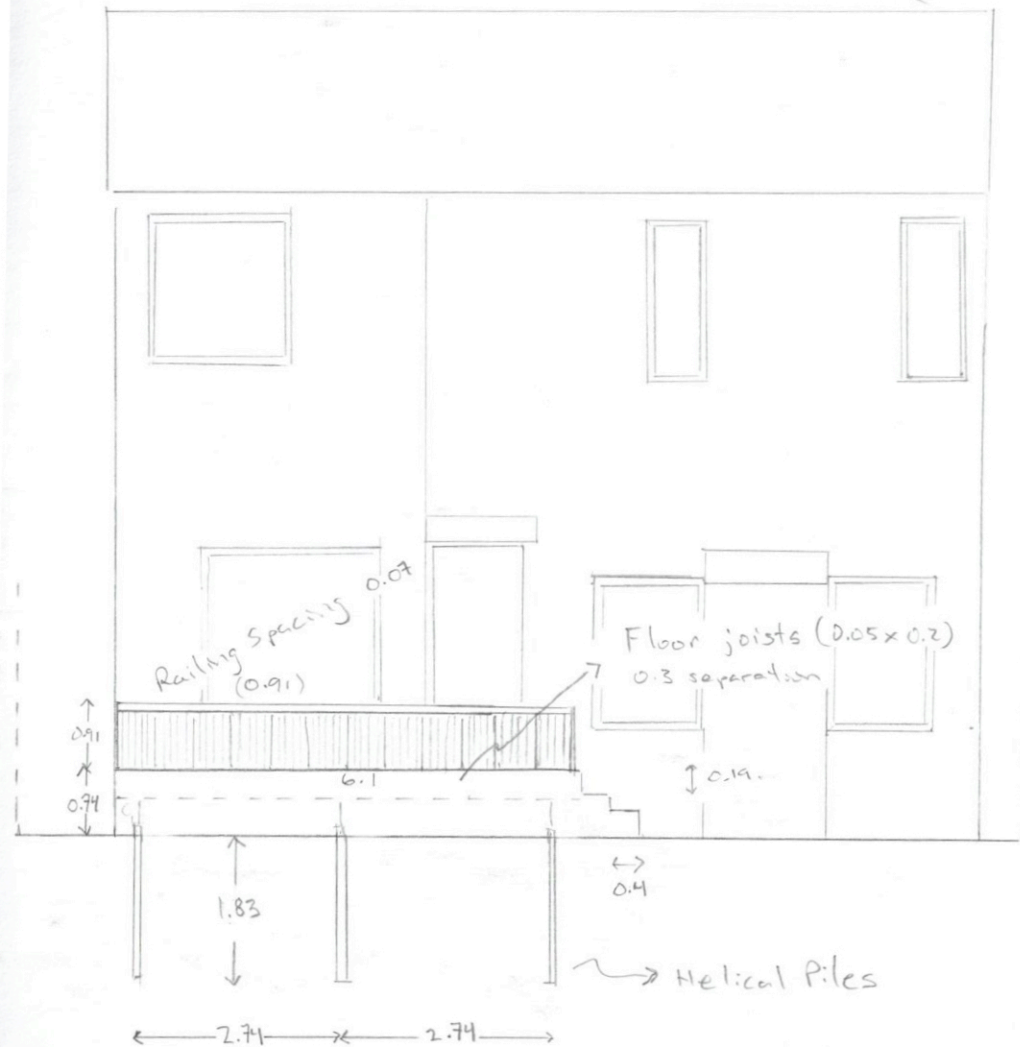 Railing Spacing 0.07
(0.91)
Floor joists (0.05 x 0.2)
0.3 separation
0.91
6.1
0.74
0.19
1.83
0.4
Helical Piles
2.74
2.74